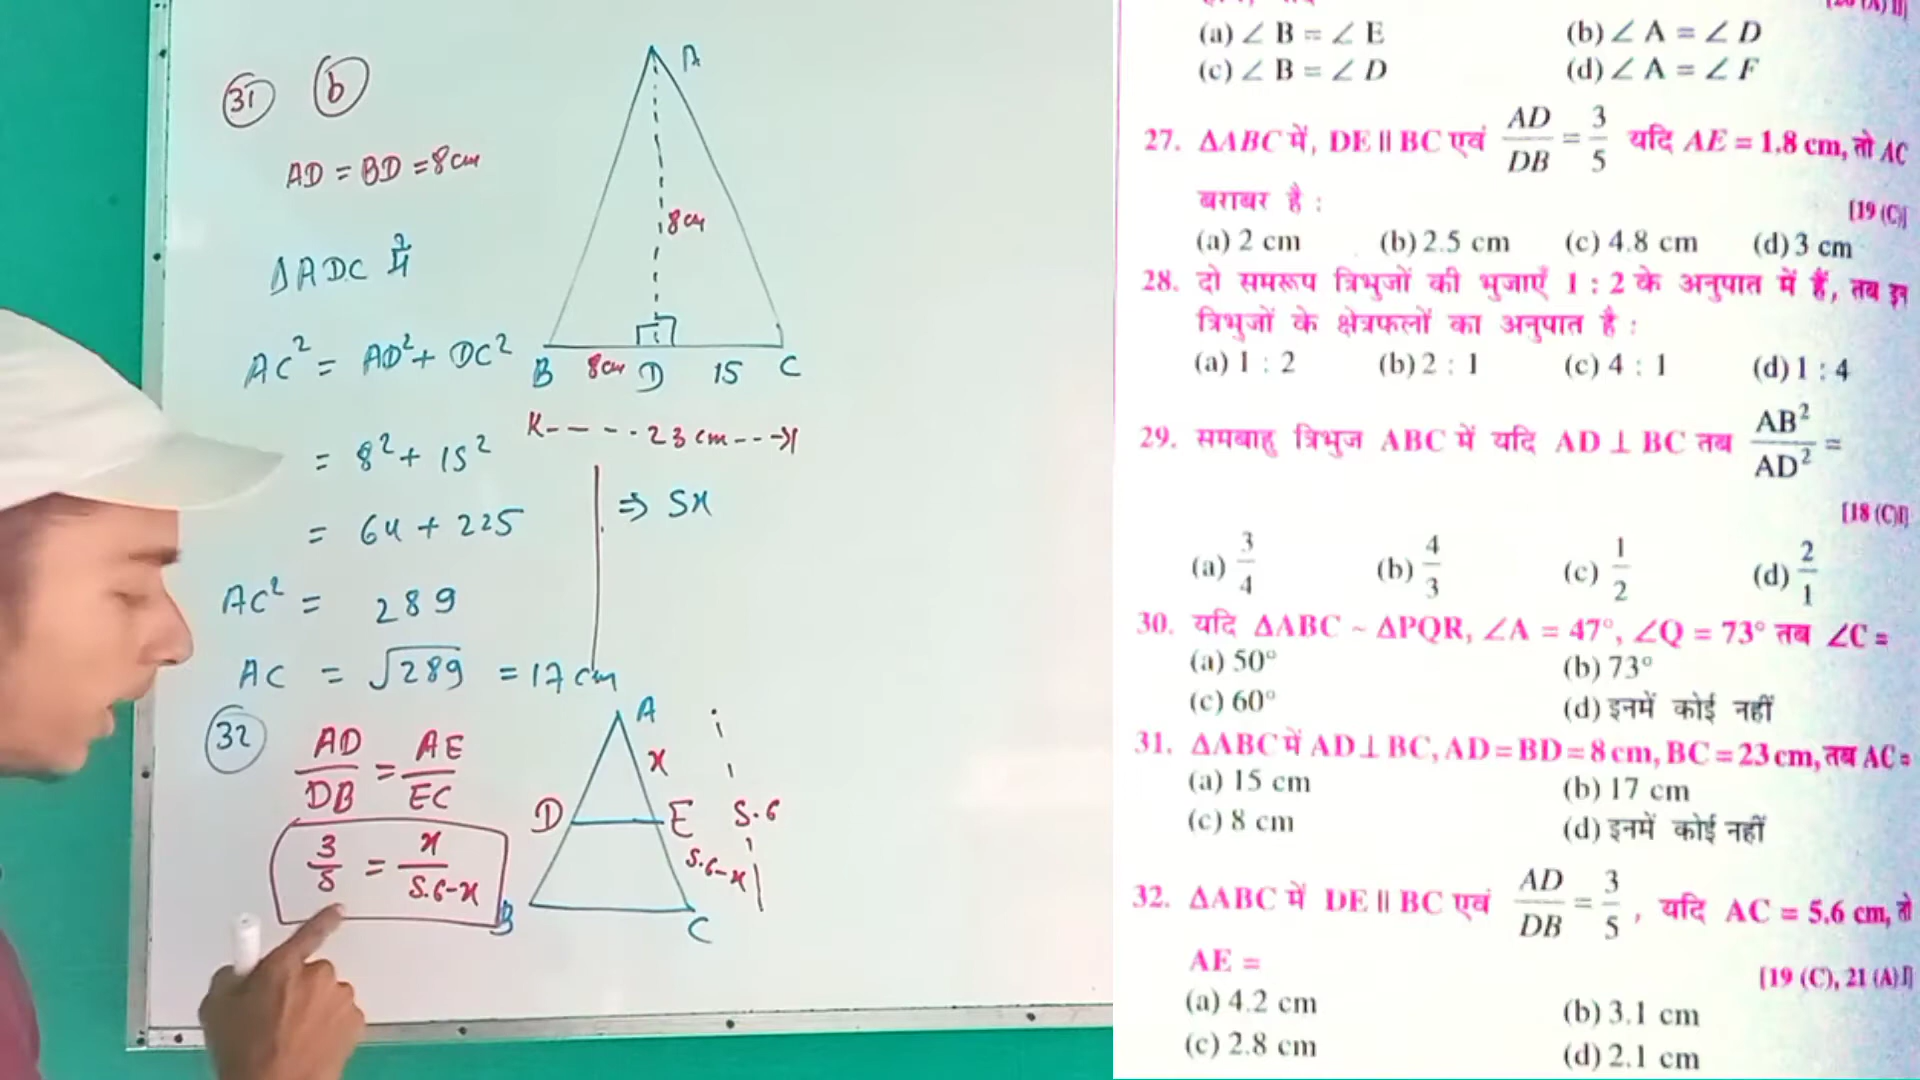 31 b
A
AD = BD = 8cm
8cm
ΔADC में
AC² = AD² + DC²
B 8cm D 15 C
K---- 23 cm ---
= 8² + 15²
⇒ 5x
= 64 + 225
AC² = 289
AC = √289 = 17 cm
32 AD/DB = AE/EC
A
x
D E 5.6
3/5 = x/5.6-x
5.6-x
B C
(a) ∠ B = ∠ E (b) ∠ A = ∠ D
(c) ∠ B = ∠ D (d) ∠ A = ∠ F
27. ΔABC में, DE || BC एवं AD/DB = 3/5 यदि AE = 1.8 cm, तो AC
बराबर है : [19 (C)]
(a) 2 cm (b) 2.5 cm (c) 4.8 cm (d) 3 cm
28. दो समरूप त्रिभुजों की भुजाएँ 1 : 2 के अनुपात में हैं, तब इन
त्रिभुजों के क्षेत्रफलों का अनुपात है :
(a) 1 : 2 (b) 2 : 1 (c) 4 : 1 (d) 1 : 4
29. समबाहु त्रिभुज ABC में यदि AD ⊥ BC तब AB²/AD² =
[18 (C)I]
(a) 3/4 (b) 4/3 (c) 1/2 (d) 2/1
30. यदि ΔABC ~ ΔPQR, ∠A = 47°, ∠Q = 73° तब ∠C =
(a) 50° (b) 73°
(c) 60° (d) इनमें कोई नहीं
31. ΔABC में AD ⊥ BC, AD = BD = 8 cm, BC = 23 cm, तब AC =
(a) 15 cm (b) 17 cm
(c) 8 cm (d) इनमें कोई नहीं
32. ΔABC में DE || BC एवं AD/DB = 3/5, यदि AC = 5.6 cm, तो
AE =
[19 (C), 21 (A) I]
(a) 4.2 cm (b) 3.1 cm
(c) 2.8 cm (d) 2.1 cm